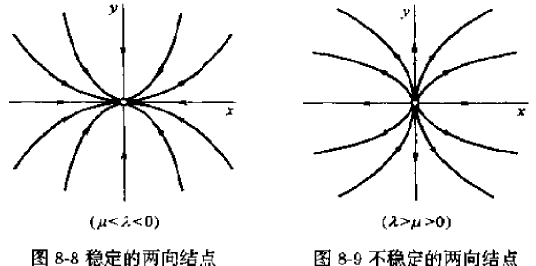 y
x
(μ<λ<0)
图 8-8 稳定的两向结点
y
x
(λ>μ>0)
图 8-9 不稳定的两向结点